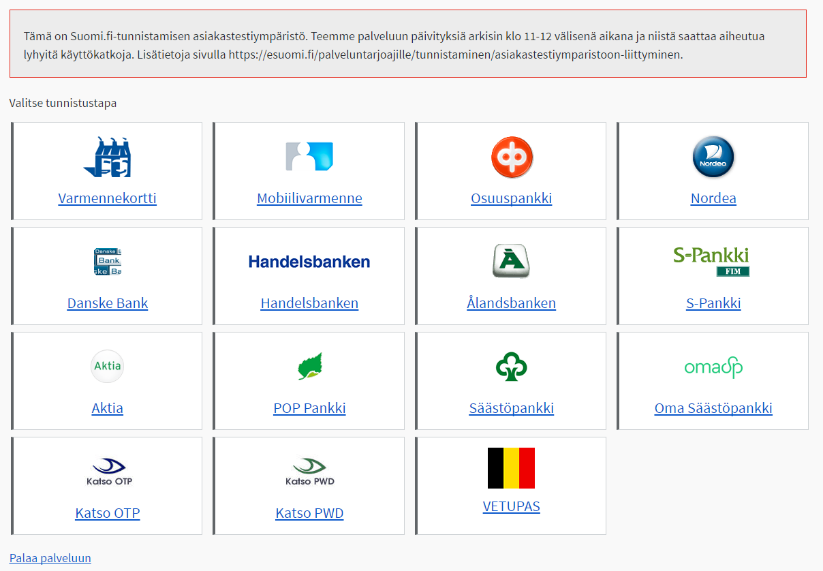 Tämä on Suomi.fi-tunnistamisen asiakastestiympäristö. Teemme palveluun päivityksiä arkisin klo 11-12 välisenä aikana ja niistä saattaa aiheutua
lyhyitä käyttökatkoja. Lisätietoja sivulla https://esuomi.fi/palveluntarjoajille/tunnistaminen/asiakastestiymparistoon-liittyminen.
Valitse tunnistustapa
Varmennekortti
Mobiilivarmenne
Osuuspankki
Nordea
Nordea
Danske
Bank
ske Ba
Danske Bank
Handelsbanken
Handelsbanken
Ålandsbanken
S-Pankki
FIM
S-Pankki
Aktia
Aktia
POP Pankki
Säästöpankki
omasp
Oma Säästöpankki
Katso OTP
Katso OTP
Katso PWD
Katso PWD
VETUPAS
Palaa palveluun